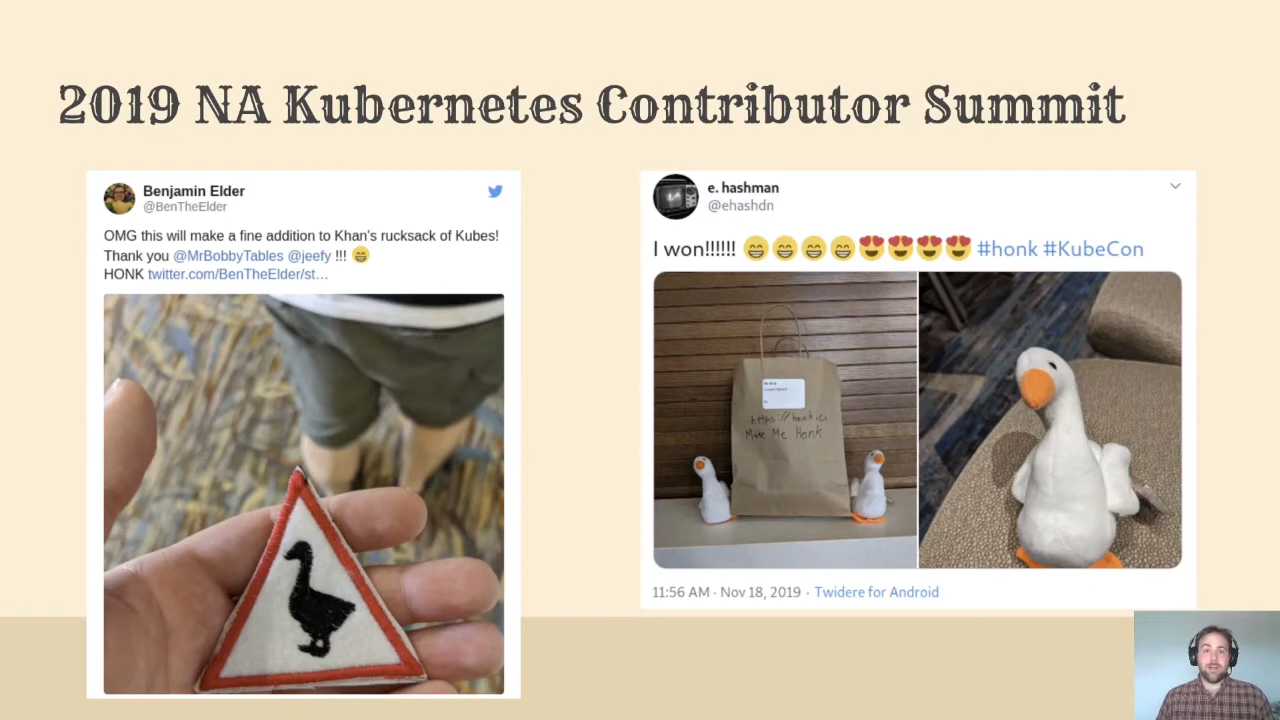 2019 NA Kubernetes Contributor Summit
Benjamin Elder
@BenTheElder
OMG this will make a fine addition to Khan's rucksack of Kubes!
Thank you @MrBobbyTables @jeefy !!! 😁
HONK twitter.com/BenTheElder/st…
e. hashman
@ehashdn
I won!!!!!! 😁😁😁😁😍😍😍😍 #honk #KubeCon
Make Me Honk
11:56 AM · Nov 18, 2019 · Twidere for Android